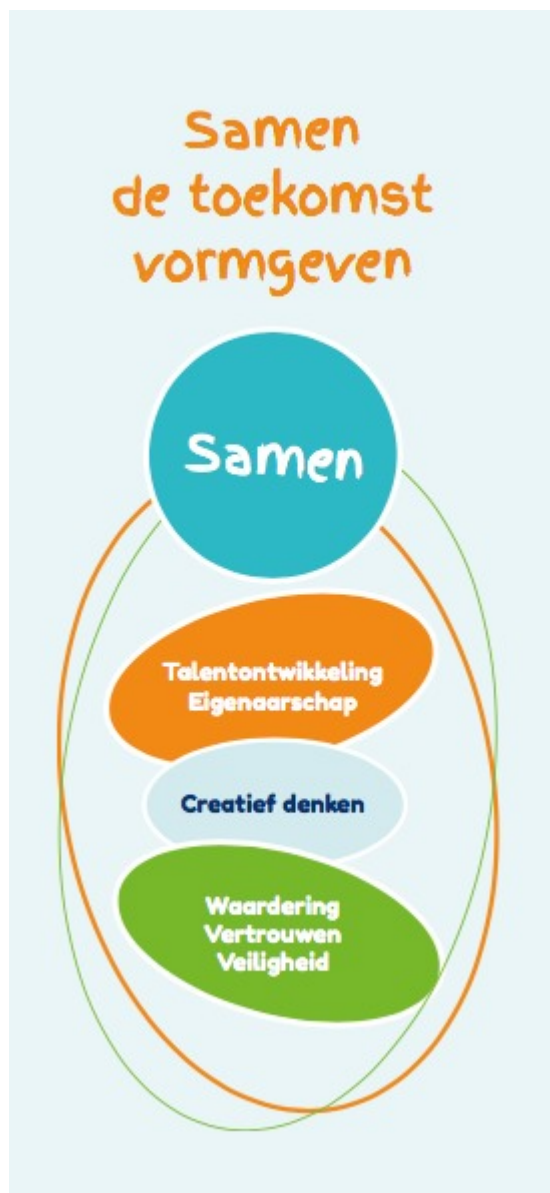 Samen
de toekomst
vormgeven
Samen
Talentontwikkeling
Eigenaarschap
Creatief denken
Waardering
Vertrouwen
Veiligheid